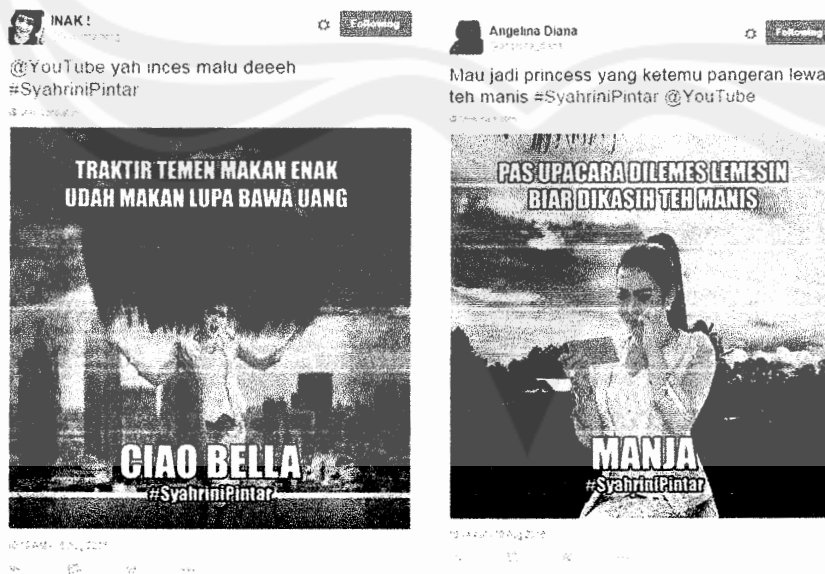 INAK !
Following
@YouTube yah inces malu deeeh
#SyahriniPintar
TRAKTIR TEMEN MAKAN ENAK
UDAH MAKAN LUPA BAWA UANG
CIAO BELLA
#SyahriniPintar
Angelina Diana
Following
Mau jadi princess yang ketemu pangeran lewa
teh manis #SyahriniPintar @YouTube
PAS UPACARA DILEMES LEMESIN
BIAR DIKASIH TEH MANIS
MANJA
#SyahriniPintar